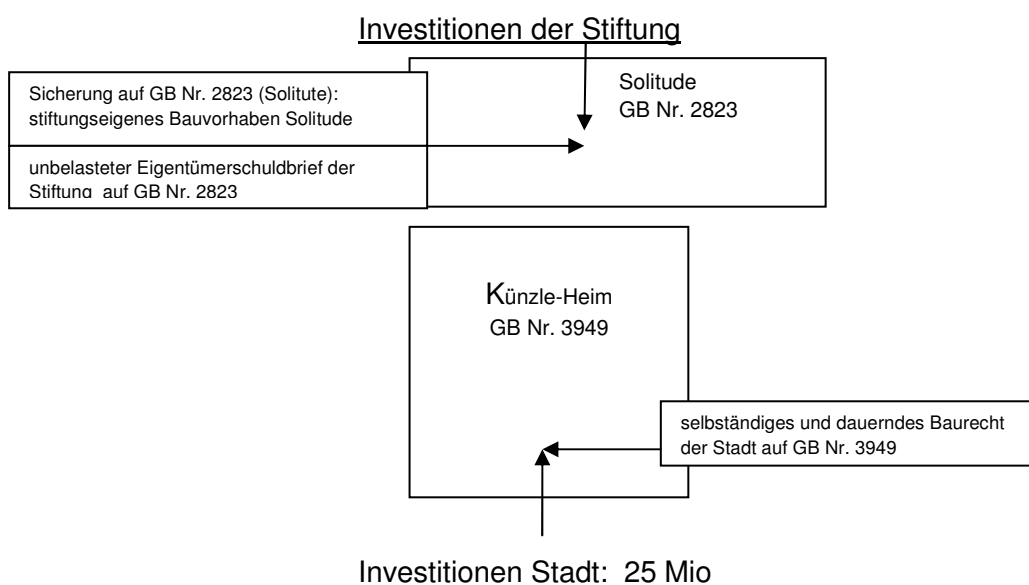 Investitionen der Stiftung
Sicherung auf GB Nr. 2823 (Solitute):
stiftungseigenes Bauvorhaben Solitude
unbelasteter Eigentümerschuldbrief der
Stiftung auf GB Nr. 2823
Solitude
GB Nr. 2823
Künzle-Heim
GB Nr. 3949
selbständiges und dauerndes Baurecht
der Stadt auf GB Nr. 3949
Investitionen Stadt: 25 Mio